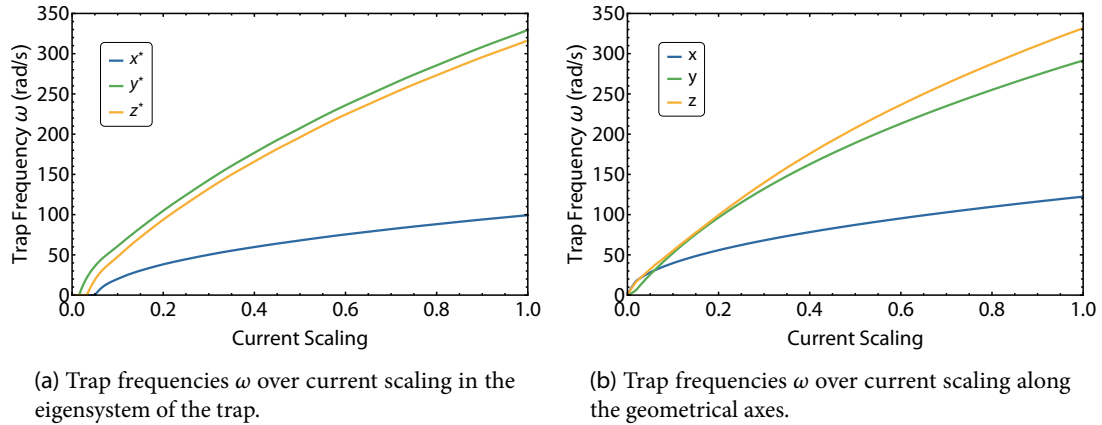 350
300
250
200
150
100
50
0
0.0 0.2 0.4 0.6 0.8 1.0
Trap Frequency ω (rad/s)
Current Scaling
x*
y*
z*
(a) Trap frequencies ω over current scaling in the
eigensystem of the trap.
350
300
250
200
150
100
50
0
0.0 0.2 0.4 0.6 0.8 1.0
Trap Frequency ω (rad/s)
Current Scaling
x
y
z
(b) Trap frequencies ω over current scaling along
the geometrical axes.